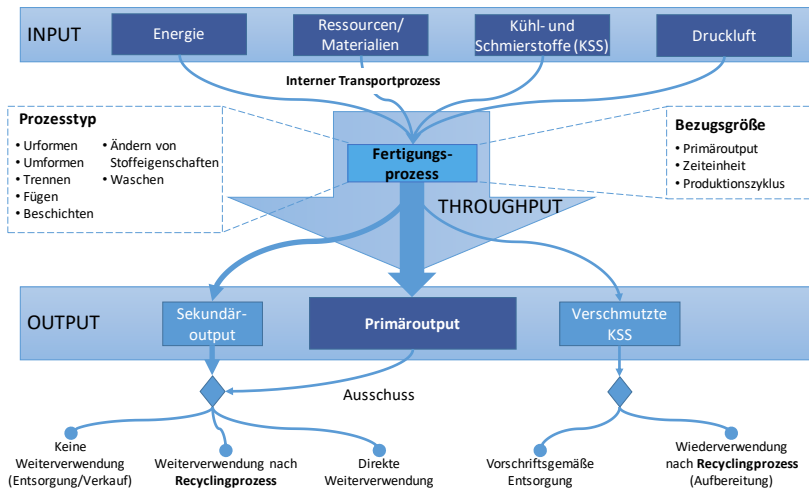 INPUT
Energie
Ressourcen/
Materialien
Kühl- und
Schmierstoffe (KSS)
Druckluft
Interner Transportprozess
Prozesstyp
• Urformen
• Umformen
• Trennen
• Fügen
• Beschichten
• Ändern von
Stoffeigenschaften
• Waschen
Fertigungs-
prozess
Bezugsgröße
• Primäroutput
• Zeiteinheit
• Produktionszyklus
THROUGHPUT
OUTPUT
Sekundär-
output
Primäroutput
Verschmutzte
KSS
Ausschuss
Keine
Weiterverwendung
(Entsorgung/Verkauf)
Weiterverwendung nach
Recyclingprozess
Direkte
Weiterverwendung
Vorschriftsgemäße
Entsorgung
Wiederverwendung
nach Recyclingprozess
(Aufbereitung)